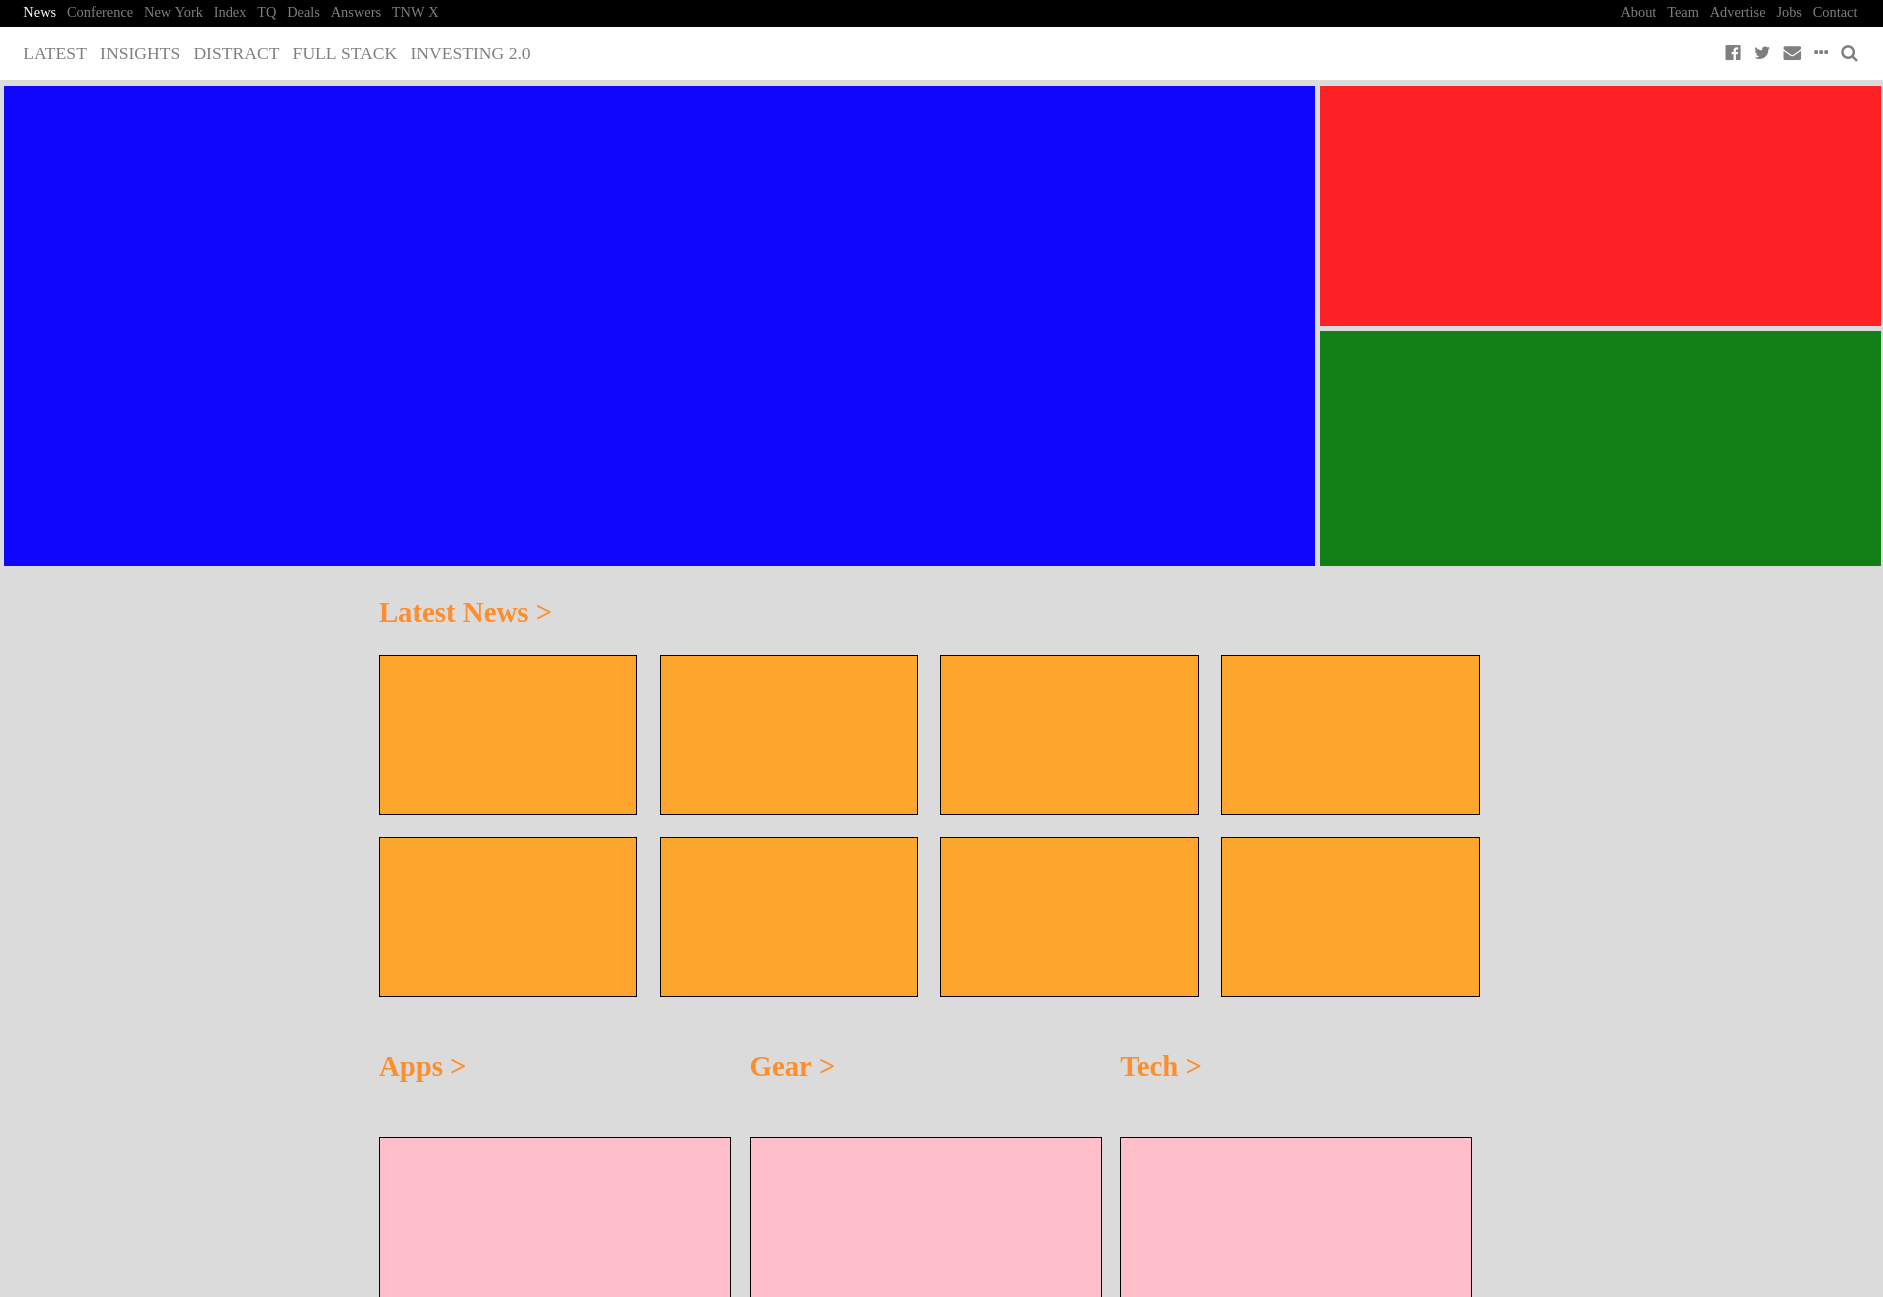 News Conference New York Index TQ Deals Answers TNW X About Team Advertise Jobs Contact
LATEST INSIGHTS DISTRACT FULL STACK INVESTING 2.0
Latest News >
Apps > Gear > Tech >